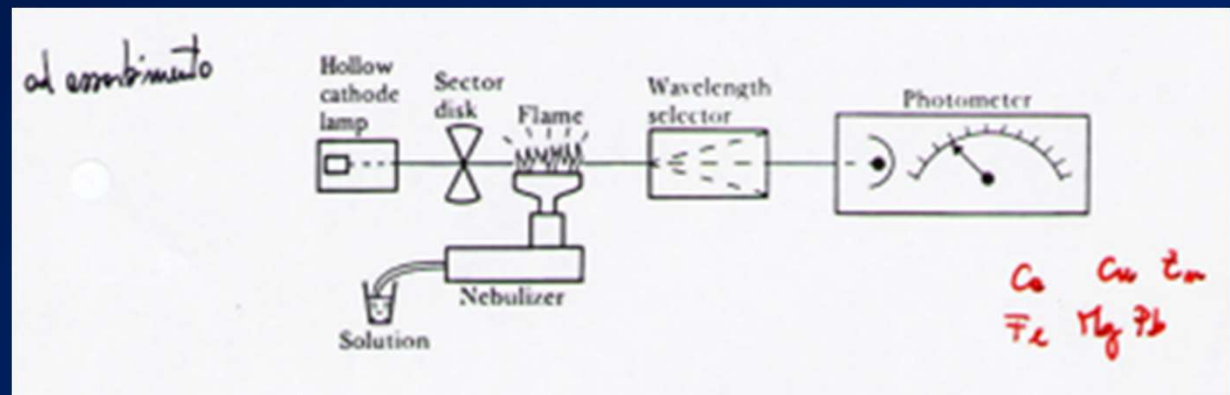 ad assorbimento
Hollow
cathode
lamp
Sector
disk
Flame
Wavelength
selector
Photometer
Nebulizer
Solution
Ca Cu Zn
Fe Mg Pb